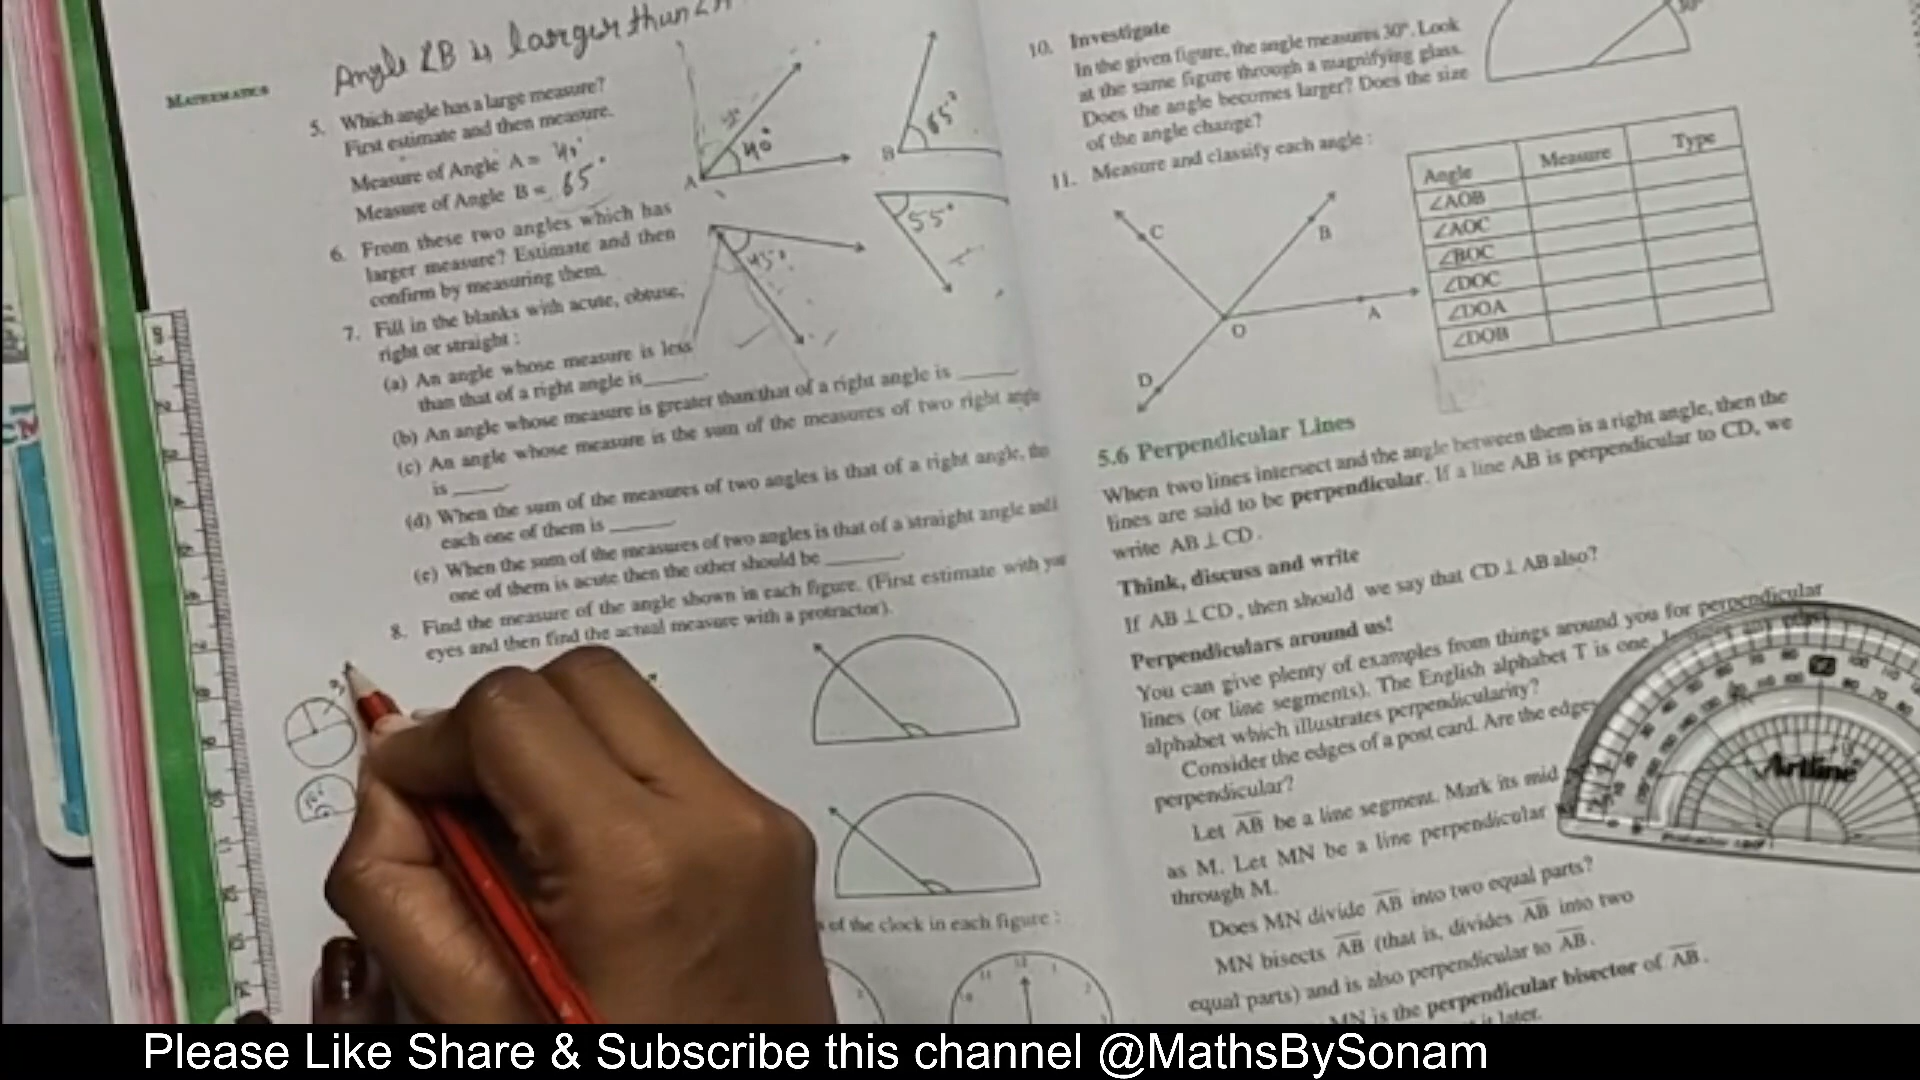 Angle ∠B is larger than ∠A
MATHEMATICS
5. Which angle has a large measure?
First estimate and then measure.
Measure of Angle A = 40°
Measure of Angle B = 65°
40°
A
65°
B
6. From these two angles which has
larger measure? Estimate and then
confirm by measuring them.
45°
55°
7. Fill in the blanks with acute, obtuse,
right or straight :
(a) An angle whose measure is less
than that of a right angle is______.
(b) An angle whose measure is greater than that of a right angle is ______.
(c) An angle whose measure is the sum of the measures of two right angle
is _____.
(d) When the sum of the measures of two angles is that of a right angle, the
each one of them is ______.
(e) When the sum of the measures of two angles is that of a straight angle and
one of them is acute then the other should be _______.
8. Find the measure of the angle shown in each figure. (First estimate with you
eyes and then find the actual measure with a protractor).
of the clock in each figure :
10. Investigate
In the given figure, the angle measures 30°. Look
at the same figure through a magnifying glass.
Does the angle becomes larger? Does the size
of the angle change?
30°
11. Measure and classify each angle :
C
B
O
A
D
Angle Measure Type
∠AOB
∠AOC
∠BOC
∠DOC
∠DOA
∠DOB
5.6 Perpendicular Lines
When two lines intersect and the angle between them is a right angle, then the
lines are said to be perpendicular. If a line AB is perpendicular to CD, we
write AB ⊥ CD.
Think, discuss and write
If AB ⊥ CD, then should we say that CD ⊥ AB also?
Perpendiculars around us!
You can give plenty of examples from things around you for perpendicular
lines (or line segments). The English alphabet T is one.
alphabet which illustrates perpendicularity?
Consider the edges of a post card. Are the edges
perpendicular?
Let AB be a line segment. Mark its mid
as M. Let MN be a line perpendicular
through M.
Does MN divide AB into two equal parts?
MN bisects AB (that is, divides AB into two
equal parts) and is also perpendicular to AB.
MN is the perpendicular bisector of AB.
it later.
Artline
Please Like Share & Subscribe this channel @MathsBySonam